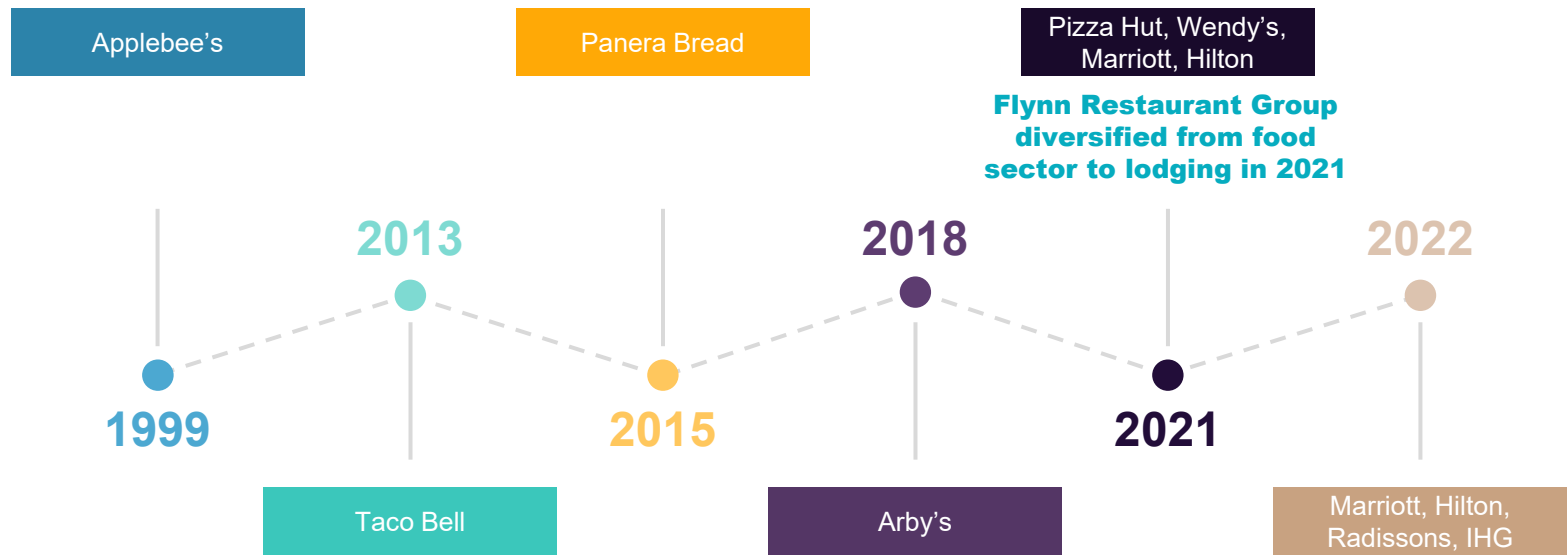 Applebee’s
Panera Bread
Pizza Hut, Wendy’s,
Marriott, Hilton
Flynn Restaurant Group
diversified from food
sector to lodging in 2021
2013
2018
2022
1999
2015
2021
Taco Bell
Arby’s
Marriott, Hilton,
Radissons, IHG